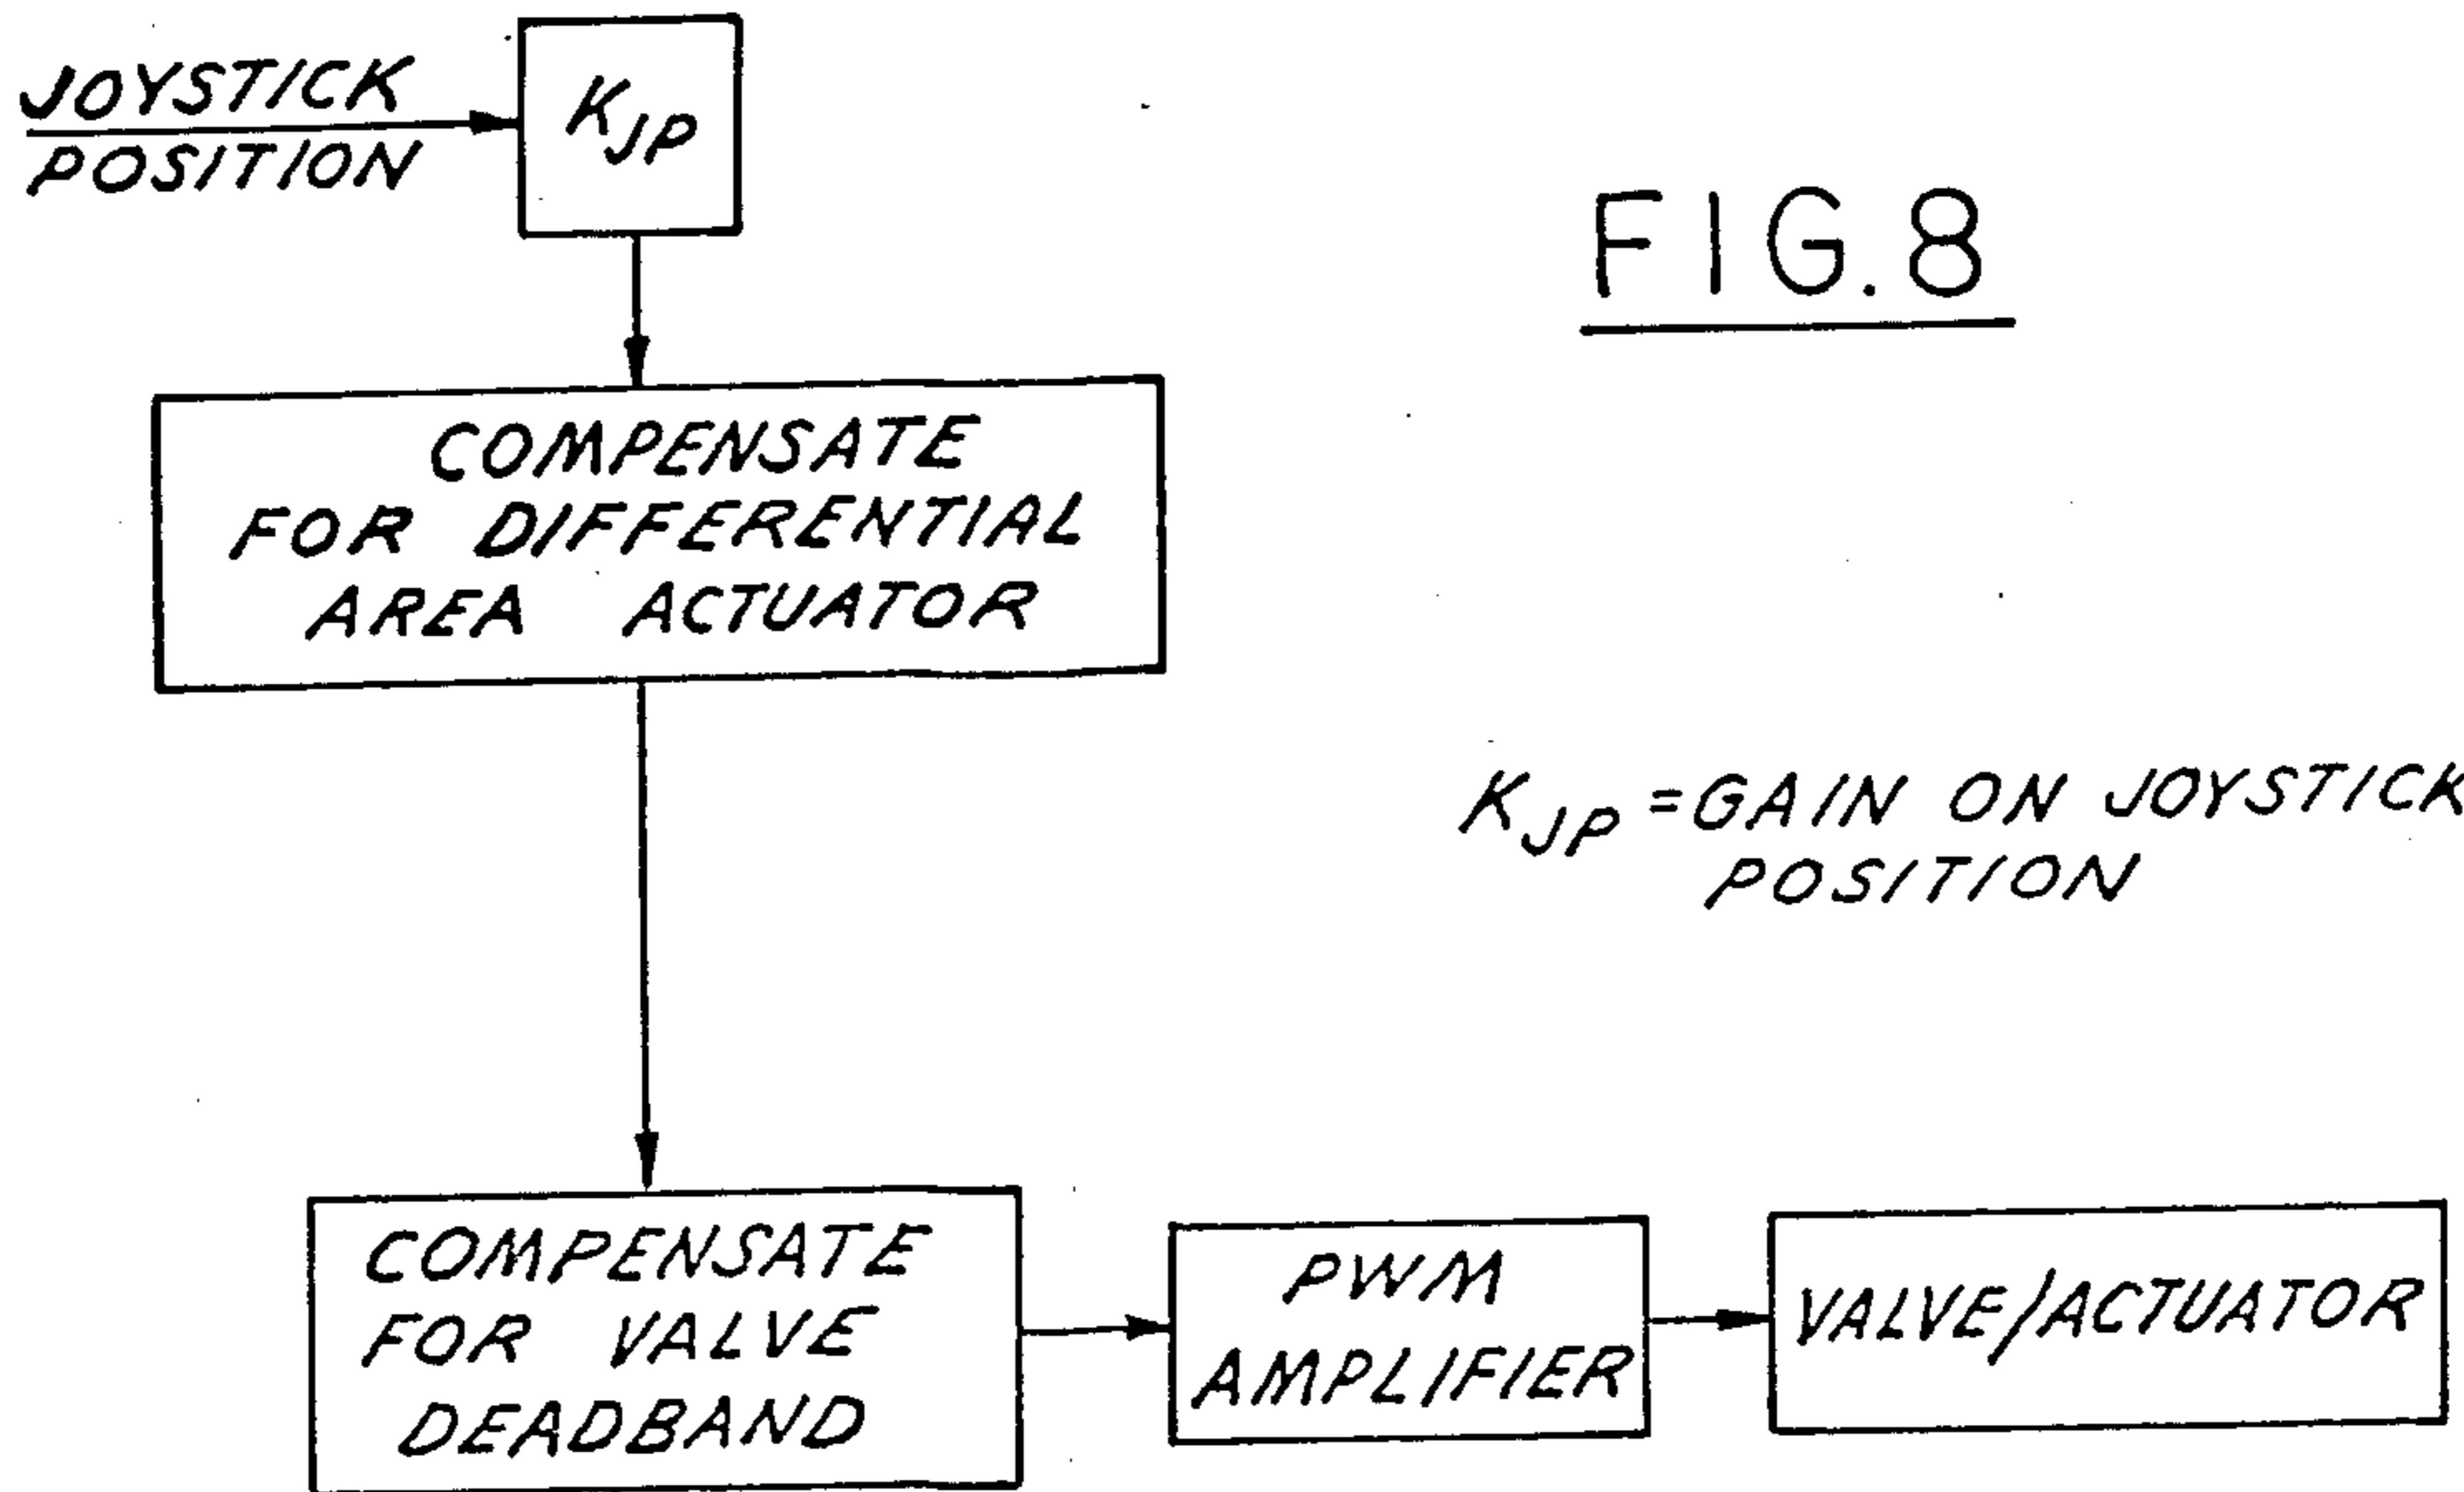 JOYSTICK
POSITION
KJP
FIG.8
COMPENSATE
FOR DIFFERENTIAL
AREA ACTUATOR
KJP =GAIN ON JOYSTICK
POSITION
COMPENSATE
FOR VALVE
DEADBAND
PWM
AMPLIFIER
VALVE/ACTUATOR